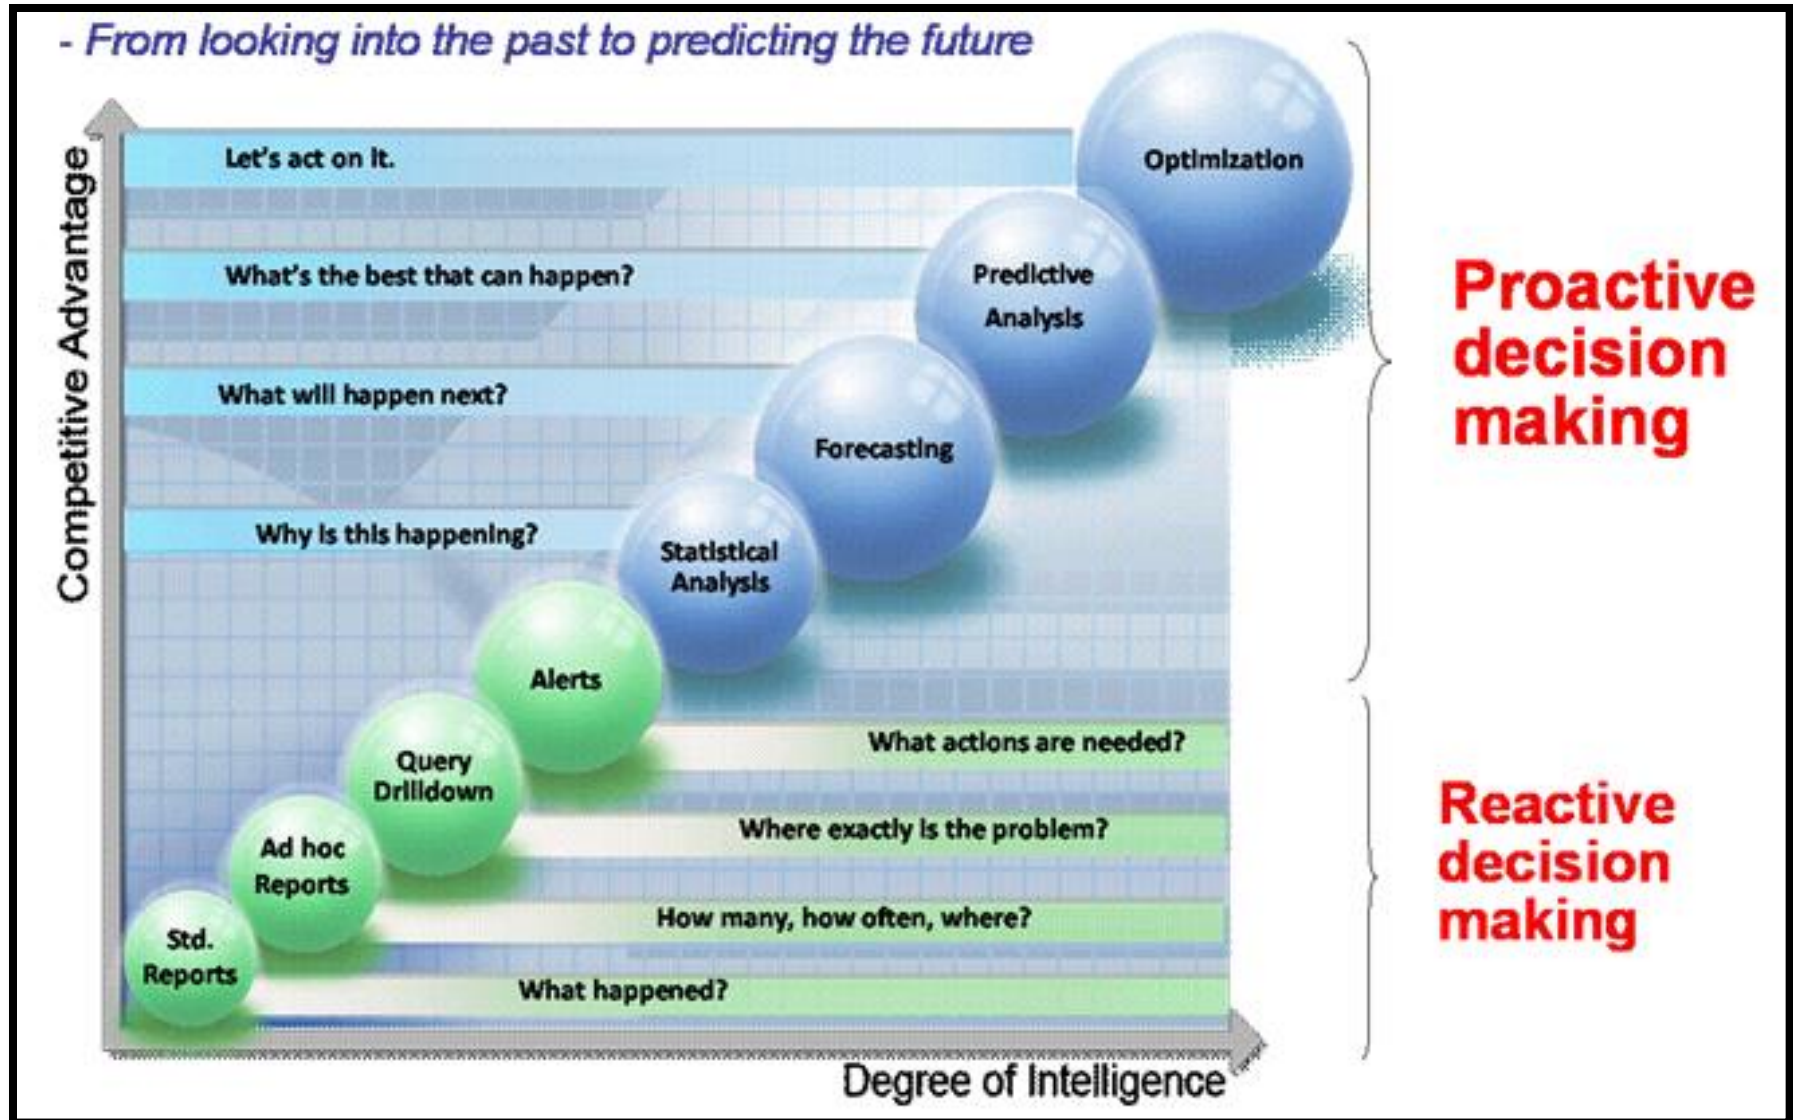 - From looking into the past to predicting the future
Competitive Advantage
Let's act on it.
Optimization
What's the best that can happen?
Predictive
Analysis
What will happen next?
Forecasting
Why is this happening?
Statistical
Analysis
Alerts
What actions are needed?
Query
Drilldown
Where exactly is the problem?
Ad hoc
Reports
How many, how often, where?
Std.
Reports
What happened?
Degree of Intelligence
Proactive
decision
making
Reactive
decision
making